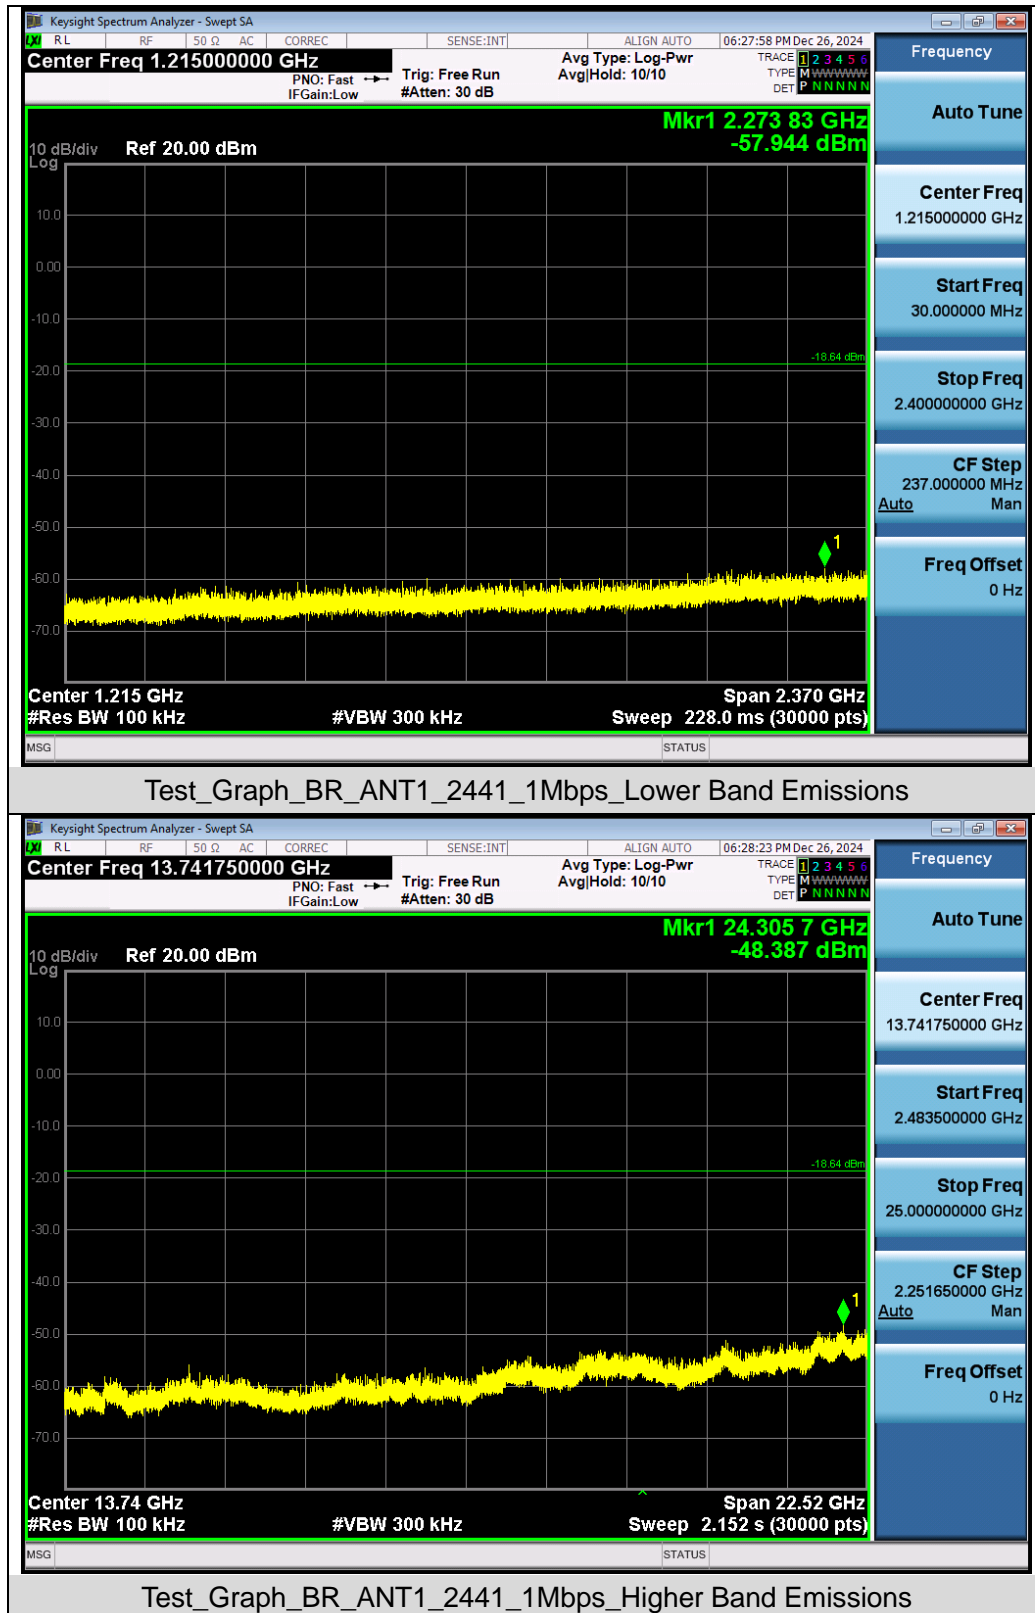 Keysight Spectrum Analyzer - Swept SA
LXI RL RF 50 Ω AC CORREC SENSE:INT ALIGN AUTO 06:27:58 PM Dec 26, 2024
Center Freq 1.215000000 GHz
PNO: Fast
IFGain:Low
Trig: Free Run
#Atten: 30 dB
Avg Type: Log-Pwr
Avg|Hold: 10/10
TRACE 1 2 3 4 5 6
TYPE M WWWWW
DET P N N N N N
Mkr1 2.273 83 GHz
-57.944 dBm
10 dB/div Ref 20.00 dBm
Log
10.0
0.00
-10.0
-18.64 dBm
-20.0
-30.0
-40.0
-50.0
1
-60.0
-70.0
Center 1.215 GHz Span 2.370 GHz
#Res BW 100 kHz #VBW 300 kHz Sweep 228.0 ms (30000 pts)
MSG STATUS
Frequency
Auto Tune
Center Freq
1.215000000 GHz
Start Freq
30.000000 MHz
Stop Freq
2.400000000 GHz
CF Step
237.000000 MHz
Auto Man
Freq Offset
0 Hz
Test_Graph_BR_ANT1_2441_1Mbps_Lower Band Emissions
Keysight Spectrum Analyzer - Swept SA
LXI RL RF 50 Ω AC CORREC SENSE:INT ALIGN AUTO 06:28:23 PM Dec 26, 2024
Center Freq 13.741750000 GHz
PNO: Fast
IFGain:Low
Trig: Free Run
#Atten: 30 dB
Avg Type: Log-Pwr
Avg|Hold: 10/10
TRACE 1 2 3 4 5 6
TYPE M WWWWW
DET P N N N N N
Mkr1 24.305 7 GHz
-48.387 dBm
10 dB/div Ref 20.00 dBm
Log
10.0
0.00
-10.0
-18.64 dBm
-20.0
-30.0
-40.0
1
-50.0
-60.0
-70.0
Center 13.74 GHz Span 22.52 GHz
#Res BW 100 kHz #VBW 300 kHz Sweep 2.152 s (30000 pts)
MSG STATUS
Frequency
Auto Tune
Center Freq
13.741750000 GHz
Start Freq
2.483500000 GHz
Stop Freq
25.000000000 GHz
CF Step
2.251650000 GHz
Auto Man
Freq Offset
0 Hz
Test_Graph_BR_ANT1_2441_1Mbps_Higher Band Emissions